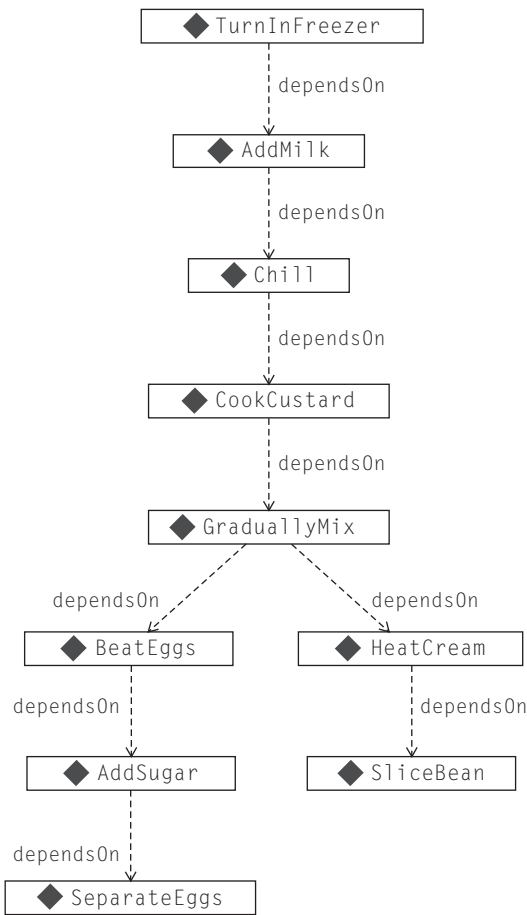 TurnInFreezer
dependsOn
AddMilk
dependsOn
Chill
dependsOn
CookCustard
dependsOn
GraduallyMix
dependsOn dependsOn
BeatEggs HeatCream
dependsOn dependsOn
AddSugar SliceBean
dependsOn
SeparateEggs